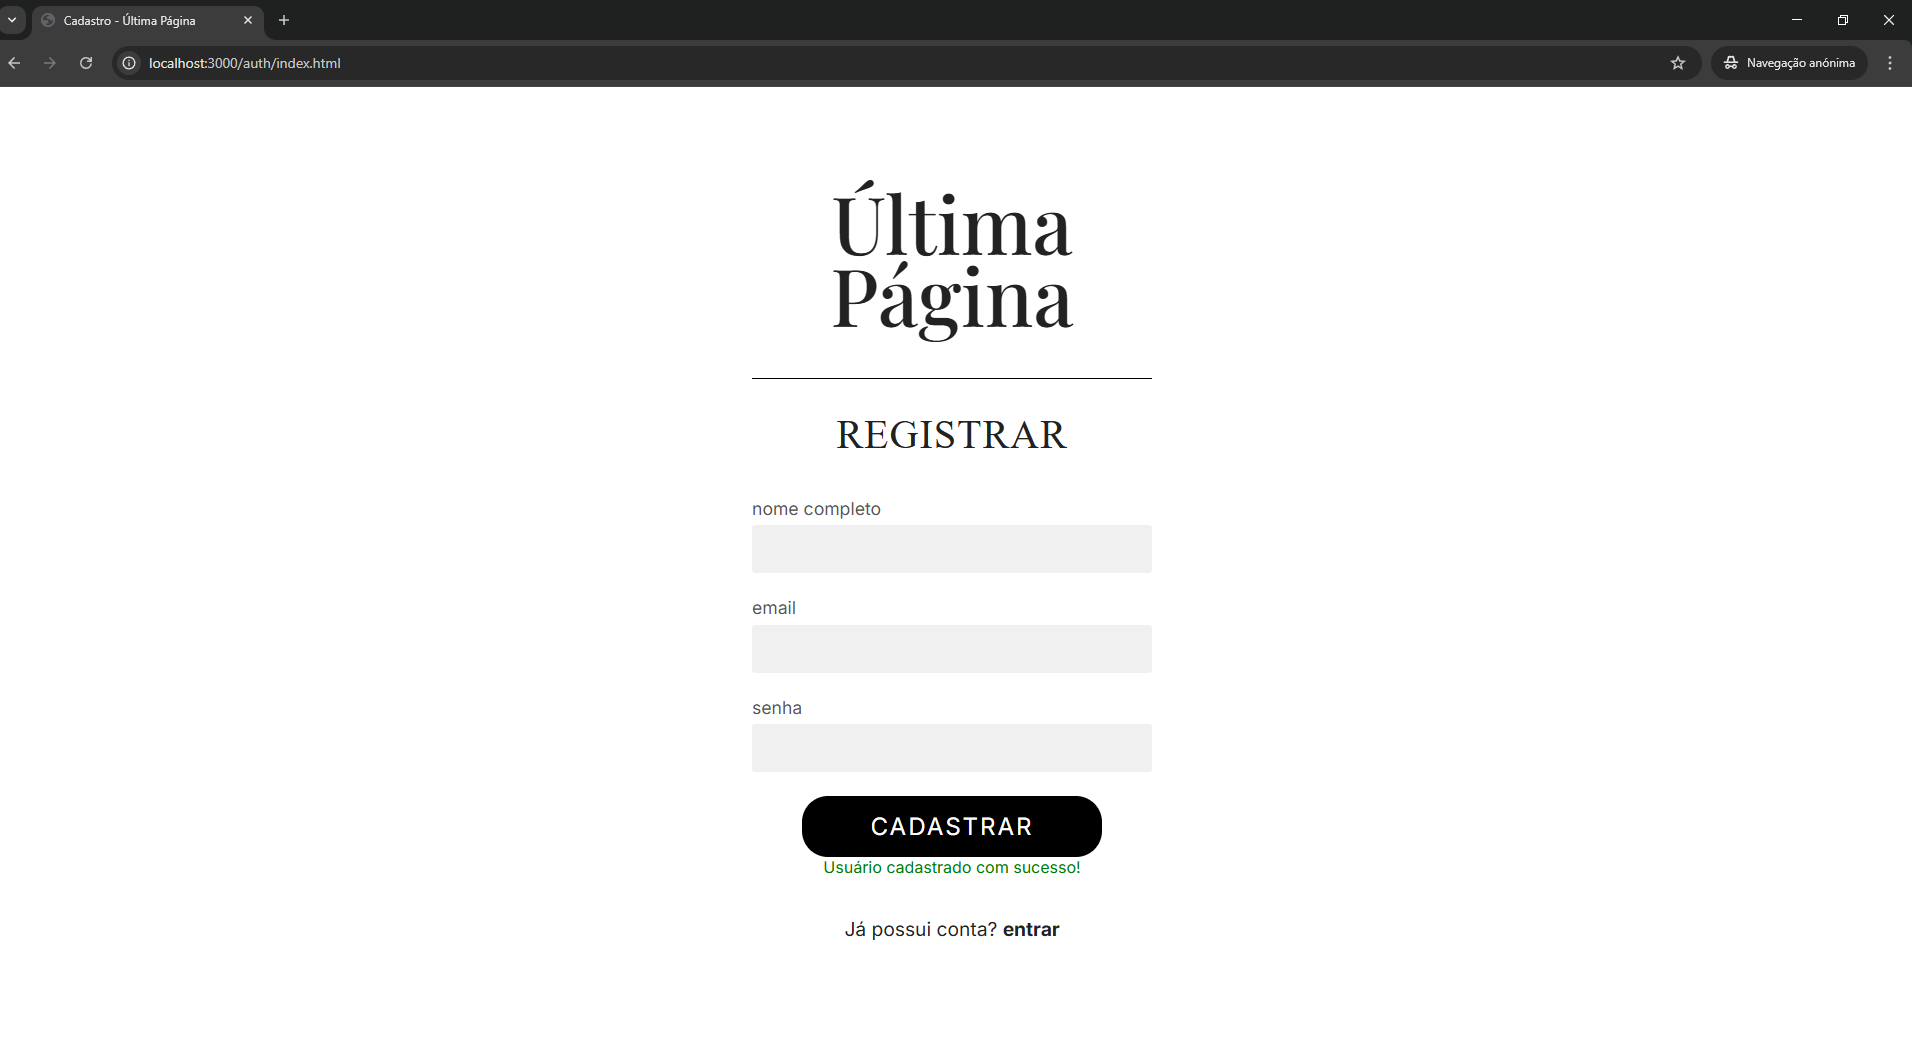 Cadastro - Última Página
localhost:3000/auth/index.html
Navegação anónima
Última
Página
REGISTRAR
nome completo
email
senha
CADASTRAR
Usuário cadastrado com sucesso!
Já possui conta? entrar